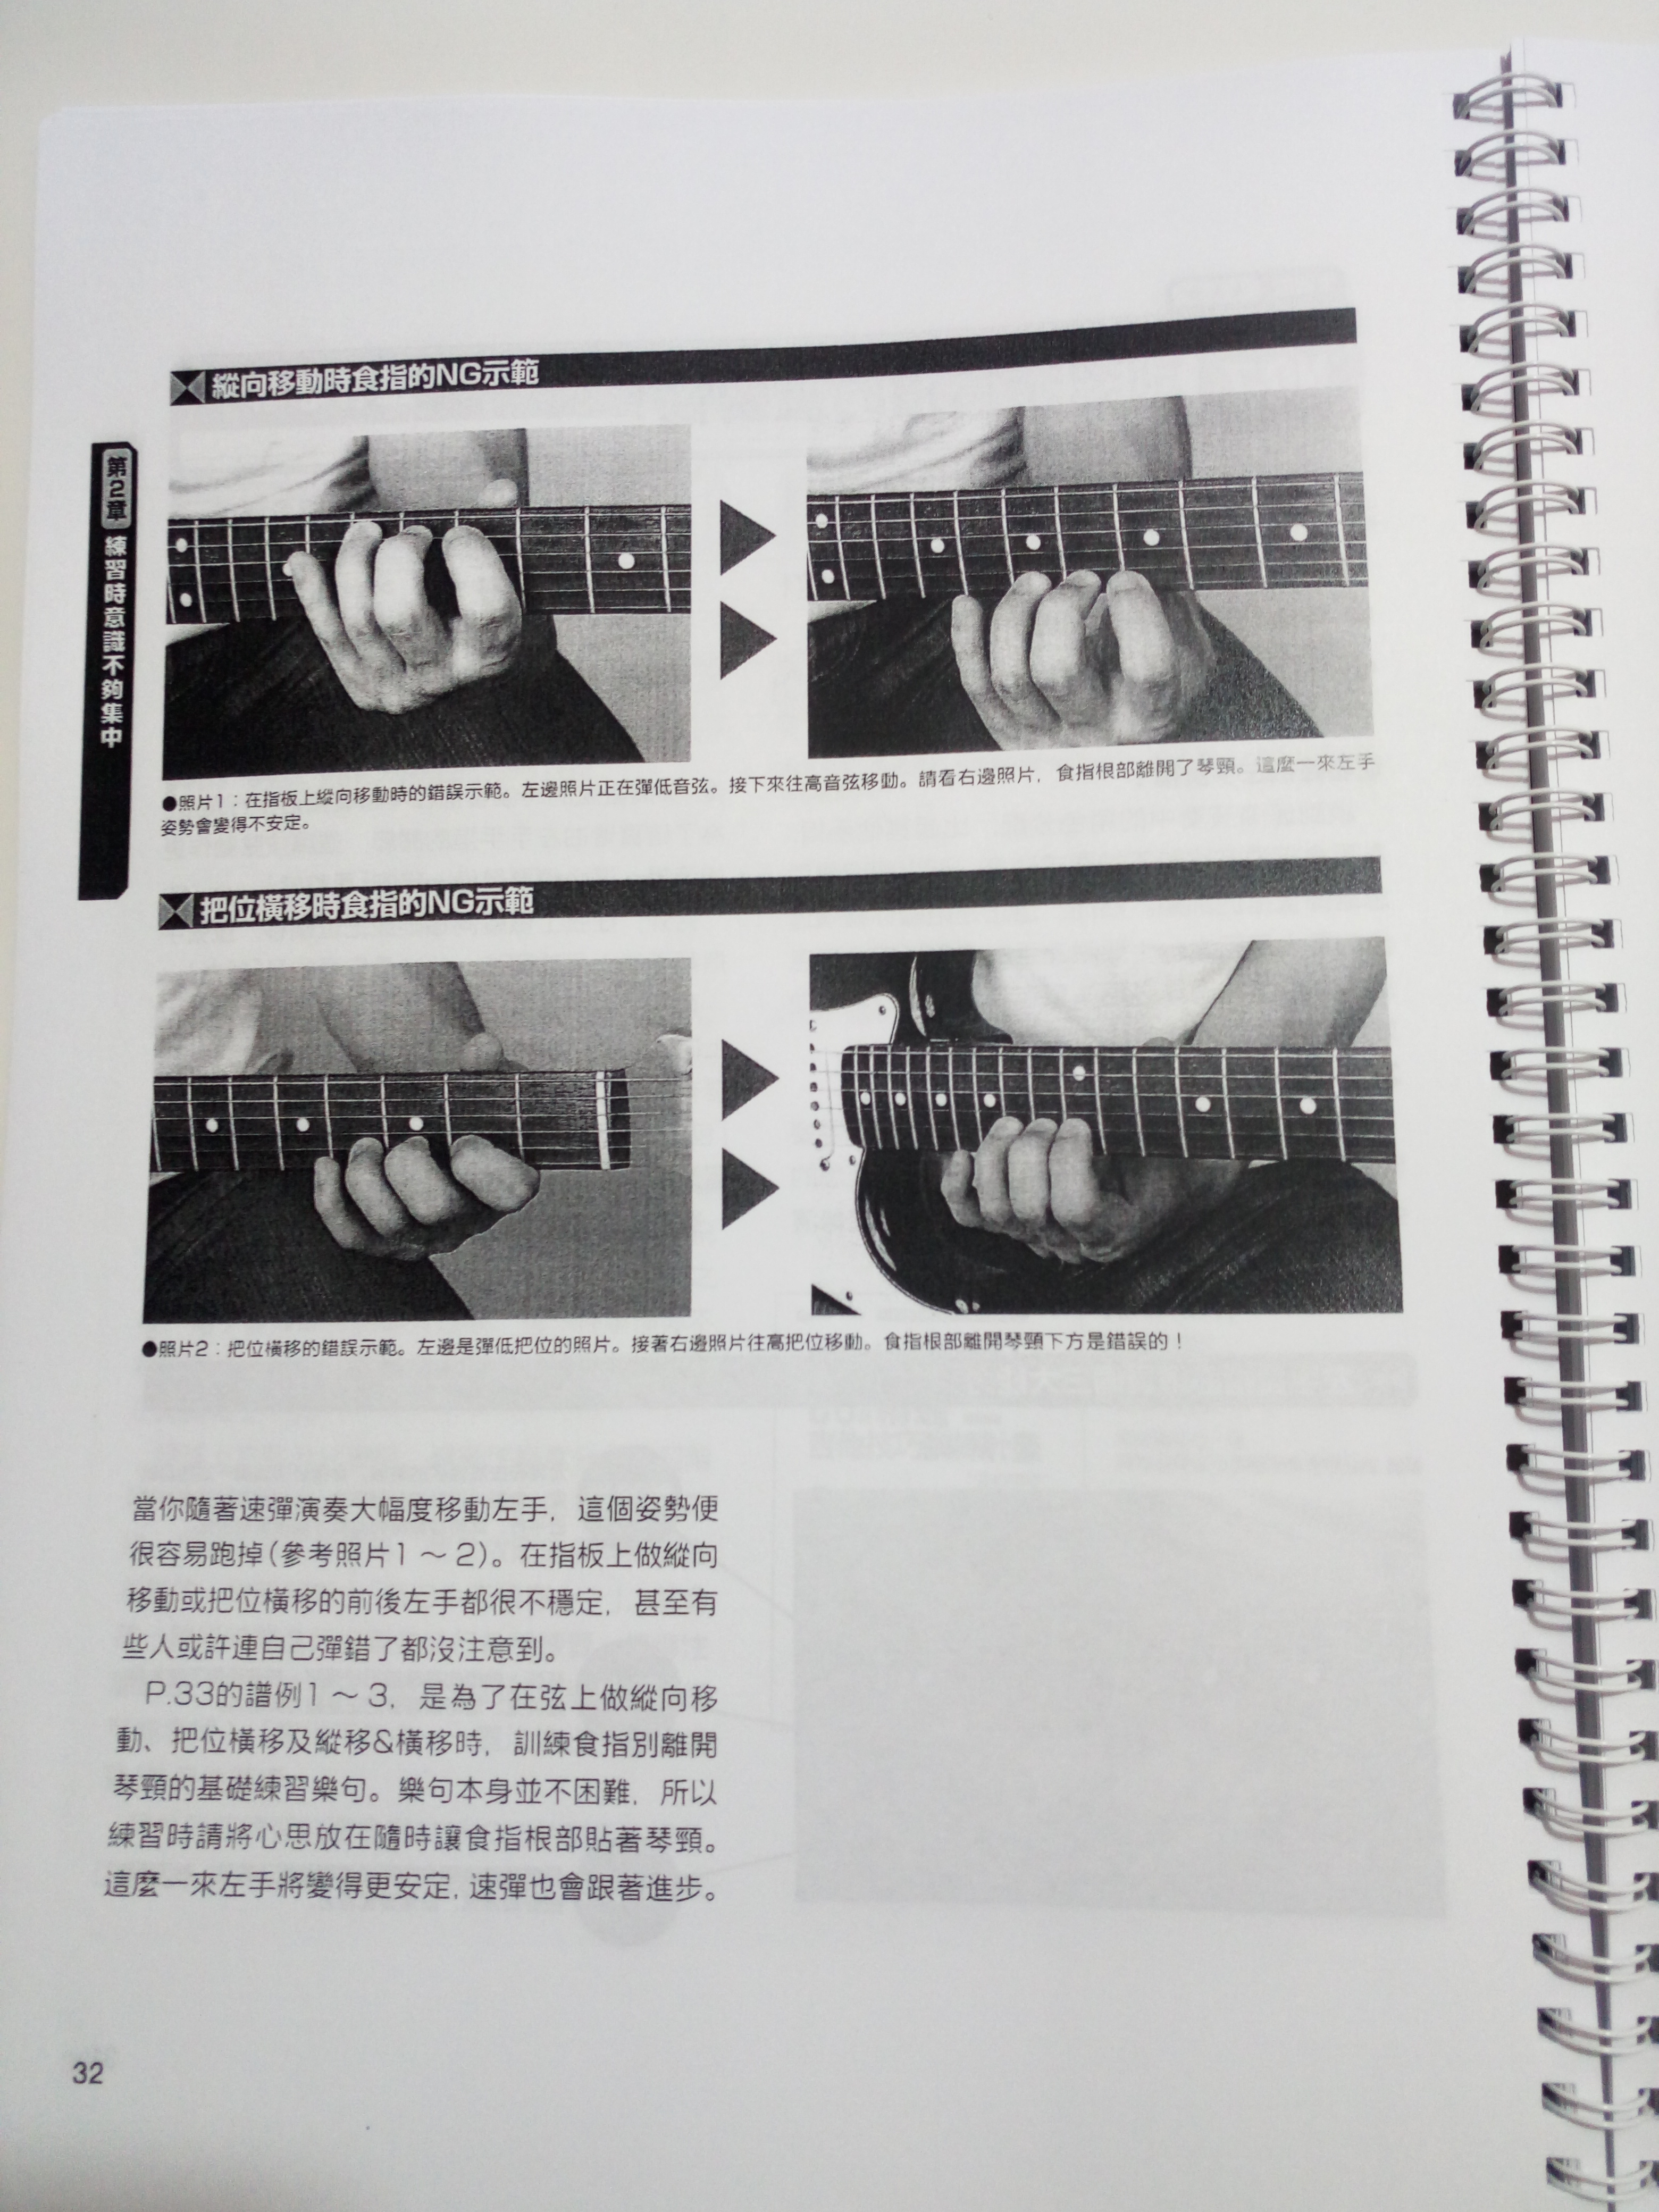 縱向移動時食指的NG示範
第2章 練習時意識不夠集中
●照片1：在指板上縱向移動時的錯誤示範。左邊照片正在彈低音弦。接下來往高音弦移動。請看右邊照片，食指根部離開了琴頸。這麼一來左手
姿勢會變得不安定。
把位橫移時食指的NG示範
●照片2：把位橫移的錯誤示範。左邊是彈低把位的照片。接著右邊照片往高把位移動。食指根部離開琴頸下方是錯誤的！
當你隨著速彈演奏大幅度移動左手，這個姿勢便
很容易跑掉（參考照片1～2）。在指板上做縱向
移動或把位橫移的前後左手都很不穩定，甚至有
些人或許連自己彈錯了都沒注意到。
P.33的譜例1～3，是為了在弦上做縱向移
動、把位橫移及縱移&橫移時，訓練食指別離開
琴頸的基礎練習樂句。樂句本身並不困難，所以
練習時請將心思放在隨時讓食指根部貼著琴頸。
這麼一來左手將變得更安定，速彈也會跟著進步。
32